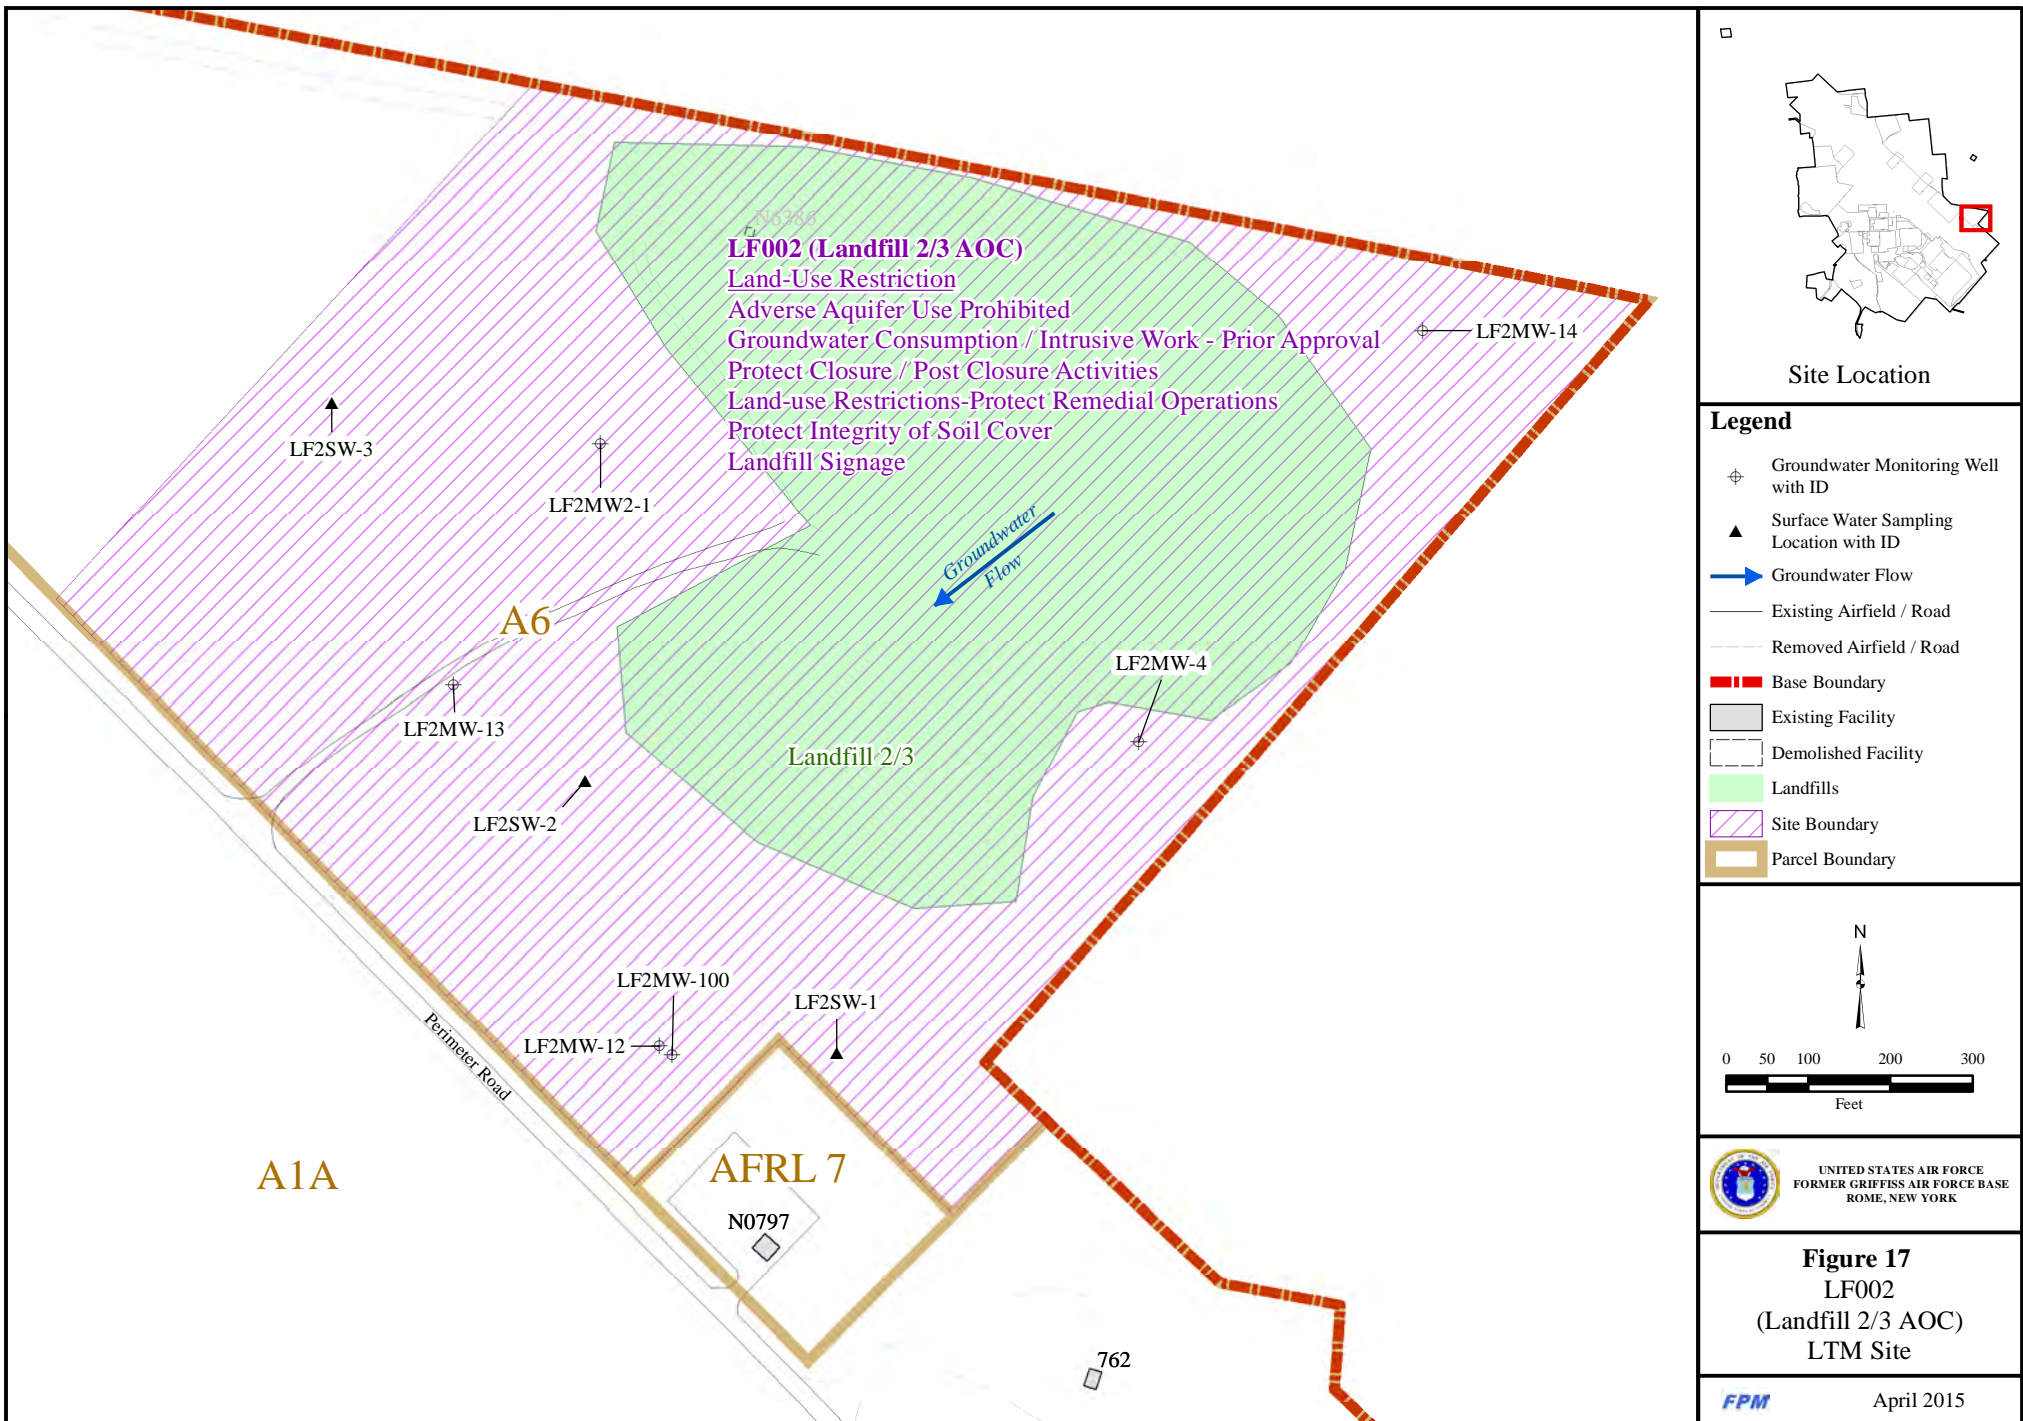 N6386
LF002 (Landfill 2/3 AOC)
Land-Use Restriction
Adverse Aquifer Use Prohibited
Groundwater Consumption / Intrusive Work - Prior Approval
Protect Closure / Post Closure Activities
Land-use Restrictions-Protect Remedial Operations
Protect Integrity of Soil Cover
Landfill Signage
LF2MW-14
LF2SW-3
LF2MW2-1
Groundwater
Flow
A6
LF2MW-4
LF2MW-13
Landfill 2/3
LF2SW-2
LF2MW-100
LF2SW-1
LF2MW-12
Perimeter Road
A1A
AFRL 7
N0797
762
Site Location
Legend
Groundwater Monitoring Well
with ID
Surface Water Sampling
Location with ID
Groundwater Flow
Existing Airfield / Road
Removed Airfield / Road
Base Boundary
Existing Facility
Demolished Facility
Landfills
Site Boundary
Parcel Boundary
N
0 50 100 200 300
Feet
UNITED STATES AIR FORCE
FORMER GRIFFISS AIR FORCE BASE
ROME, NEW YORK
Figure 17
LF002
(Landfill 2/3 AOC)
LTM Site
FPM
April 2015